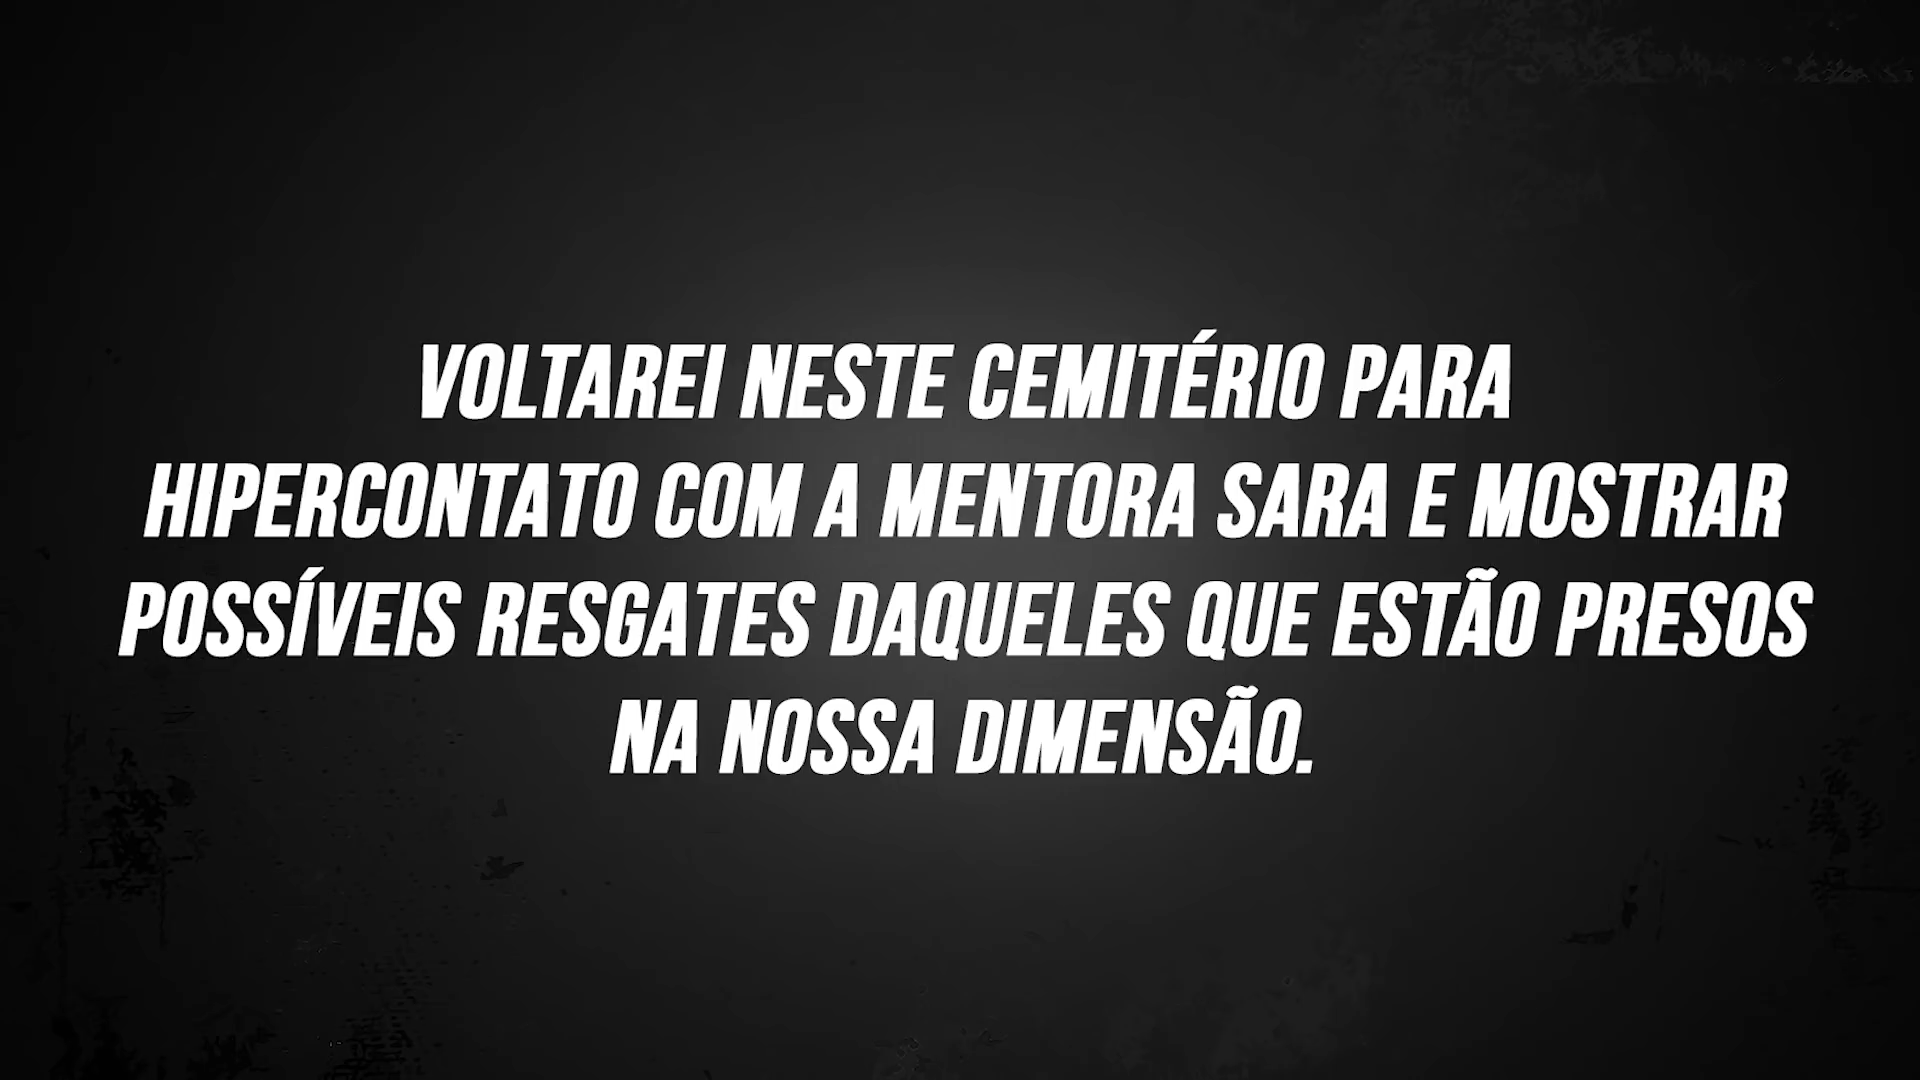 VOLTAREI NESTE CEMITÉRIO PARA
HIPERCONTATO COM A MENTORA SARA E MOSTRAR
POSSÍVEIS RESGATES DAQUELES QUE ESTÃO PRESOS
NA NOSSA DIMENSÃO.